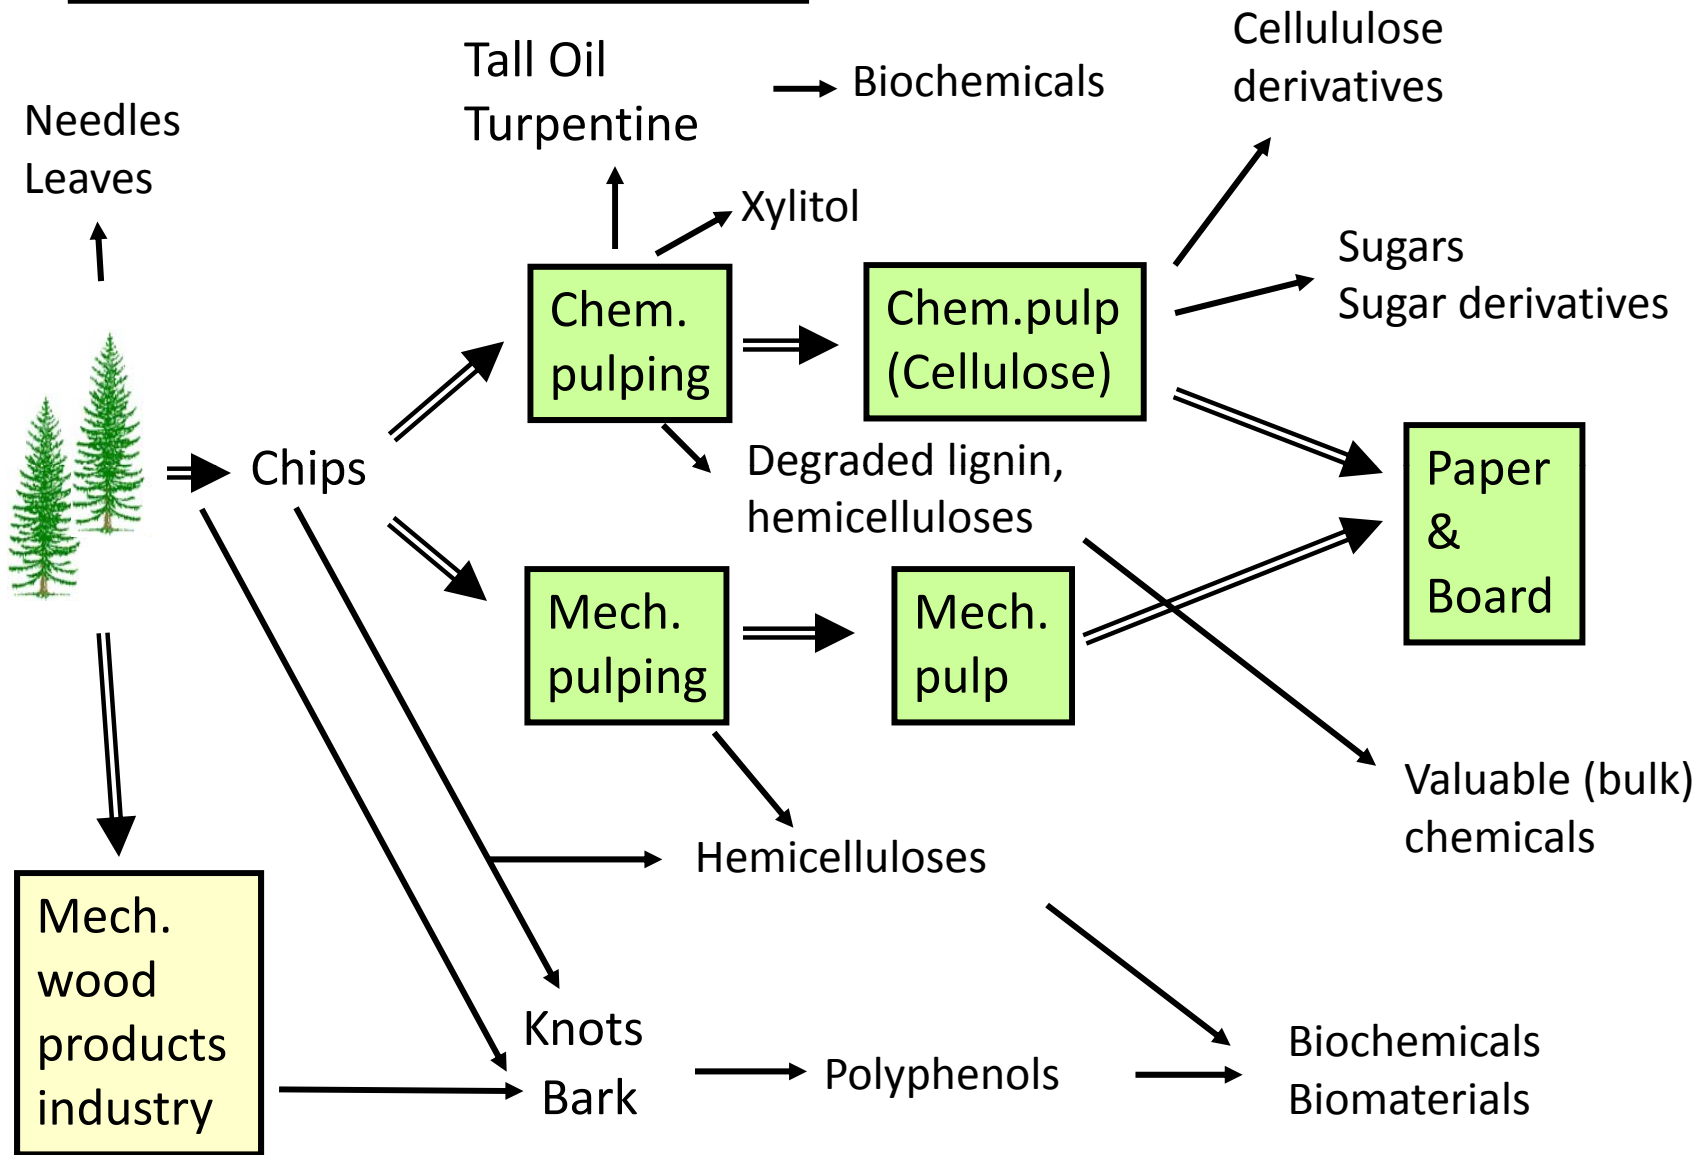 Tall Oil
Turpentine
Biochemicals
Cellululose
derivatives
Needles
Leaves
Xylitol
Sugars
Sugar derivatives
Chem.
pulping
Chem.pulp
(Cellulose)
Chips
Degraded lignin,
hemicelluloses
Paper
&
Board
Mech.
pulping
Mech.
pulp
Valuable (bulk)
chemicals
Hemicelluloses
Mech.
wood
products
industry
Knots
Bark
Polyphenols
Biochemicals
Biomaterials